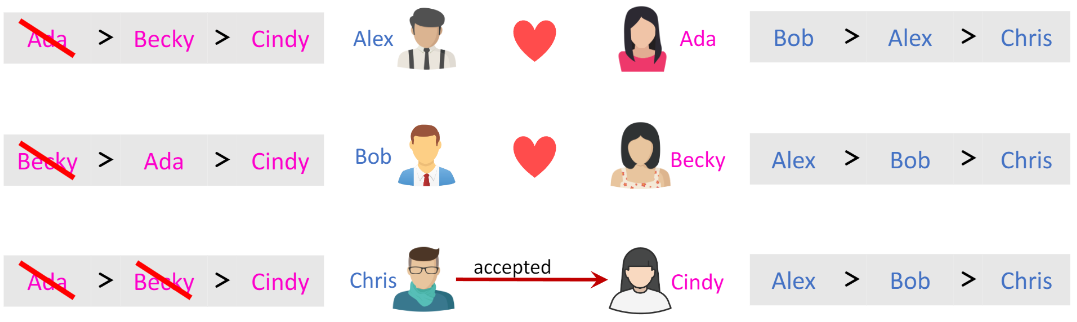 Ada > Becky > Cindy Alex Ada Bob > Alex > Chris
Becky > Ada > Cindy Bob Becky Alex > Bob > Chris
Ada > Becky > Cindy Chris accepted Cindy Alex > Bob > Chris